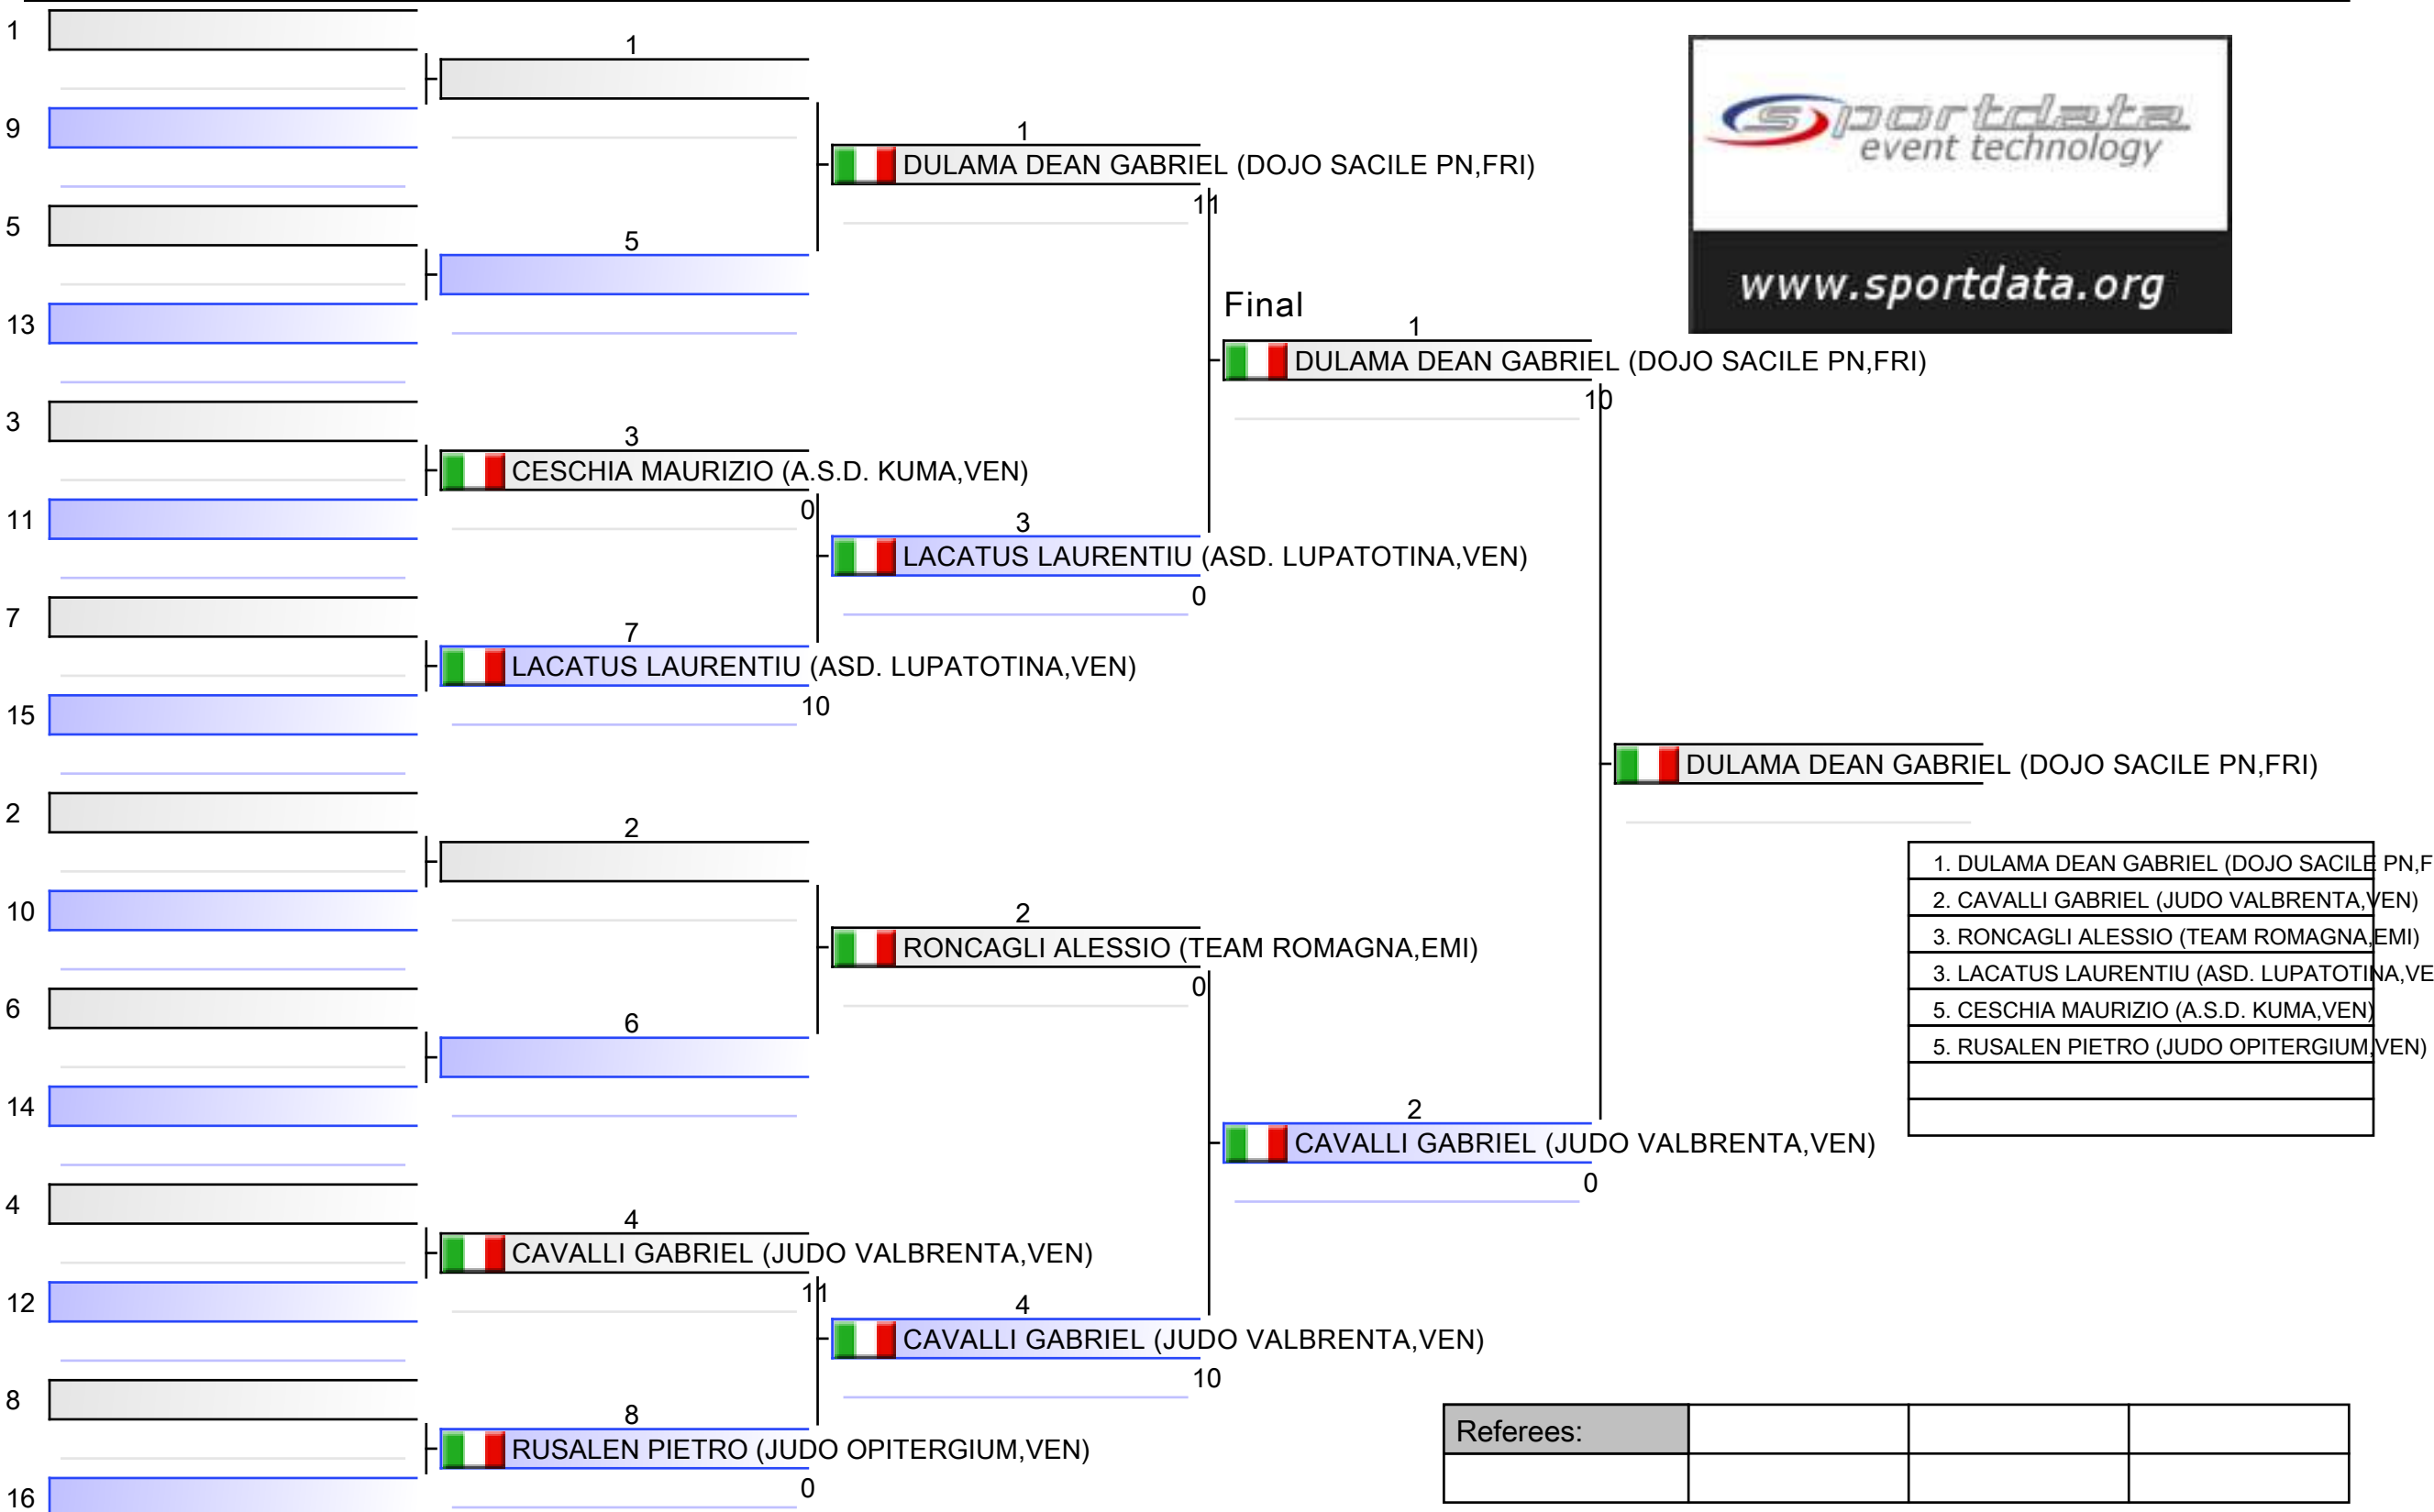 1
9
5
13
3
11
7
15
2
10
6
14
4
12
8
16
1
5
3
CESCHIA MAURIZIO (A.S.D. KUMA,VEN)
0
7
LACATUS LAURENTIU (ASD. LUPATOTINA,VEN)
10
2
6
4
CAVALLI GABRIEL (JUDO VALBRENTA,VEN)
11
8
RUSALEN PIETRO (JUDO OPITERGIUM,VEN)
0
1
DULAMA DEAN GABRIEL (DOJO SACILE PN,FRI)
11
3
LACATUS LAURENTIU (ASD. LUPATOTINA,VEN)
0
2
RONCAGLI ALESSIO (TEAM ROMAGNA,EMI)
0
4
CAVALLI GABRIEL (JUDO VALBRENTA,VEN)
10
Final
1
DULAMA DEAN GABRIEL (DOJO SACILE PN,FRI)
10
2
CAVALLI GABRIEL (JUDO VALBRENTA,VEN)
0
DULAMA DEAN GABRIEL (DOJO SACILE PN,FRI)
sportdata
event technology
www.sportdata.org
1. DULAMA DEAN GABRIEL (DOJO SACILE PN,F
2. CAVALLI GABRIEL (JUDO VALBRENTA,VEN)
3. RONCAGLI ALESSIO (TEAM ROMAGNA,EMI)
3. LACATUS LAURENTIU (ASD. LUPATOTINA,VE
5. CESCHIA MAURIZIO (A.S.D. KUMA,VEN)
5. RUSALEN PIETRO (JUDO OPITERGIUM,VEN)
Referees: